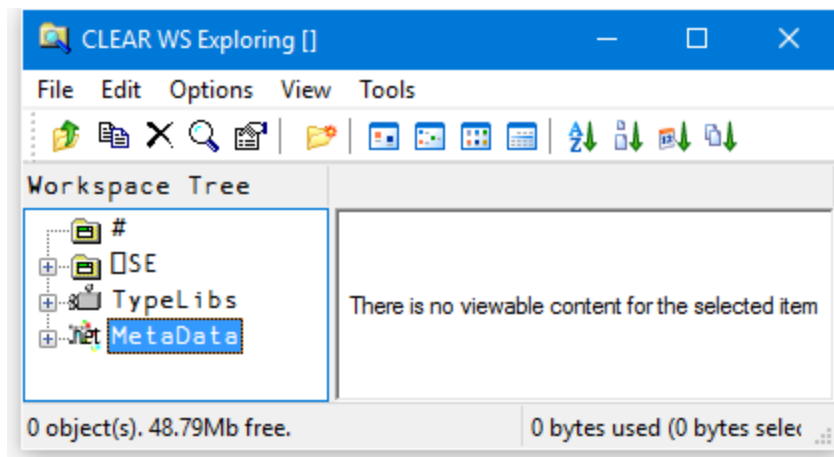 CLEAR WS Exploring []
File Edit Options View Tools
Workspace Tree
#
⎕SE
TypeLibs
.net MetaData
There is no viewable content for the selected item
0 object(s). 48.79Mb free.
0 bytes used (0 bytes selec